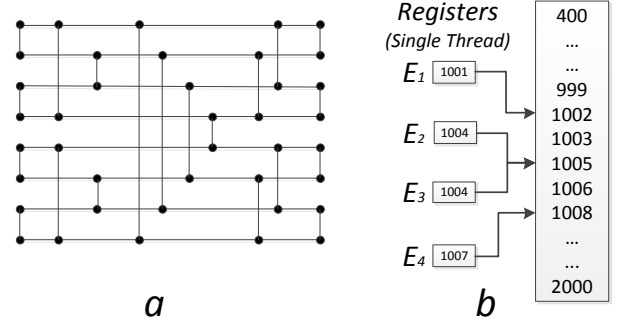 a
Registers
(Single Thread)
E1 1001
E2 1004
E3 1004
E4 1007
b
400
...
...
999
1002
1003
1005
1006
1008
...
...
2000